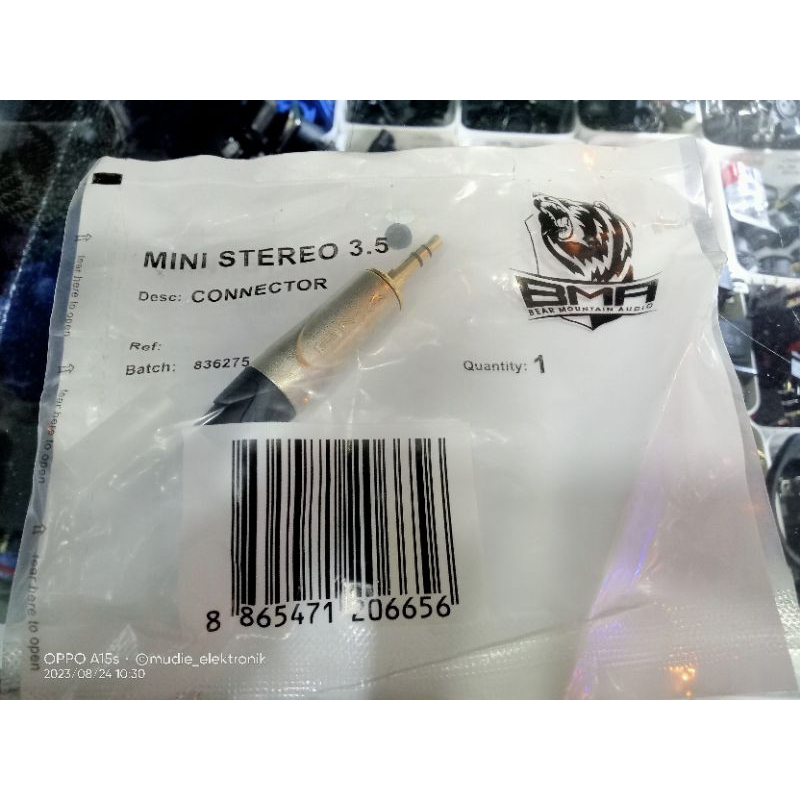 MINI STEREO 3.5
Desc: CONNECTOR
Ref:
Batch: 836275
Quantity: 1
BMA
BEAR MOUNTAIN AUDIO
tear here to open
tear here to open
tear here to open
8 865471 206656
OPPO A15s · @mudie_elektronik
2023/08/24 10:30